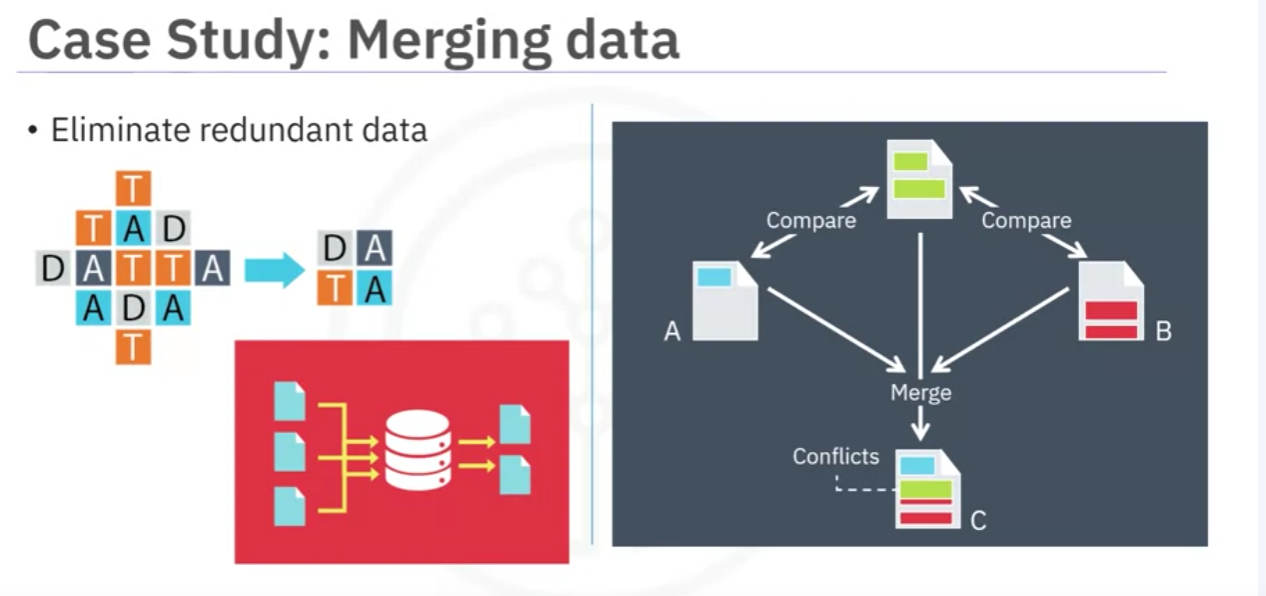 Case Study: Merging data
• Eliminate redundant data
T
T A D
D A T T A
A D A
T
D A
T A
Compare
Compare
A
B
Merge
Conflicts
C